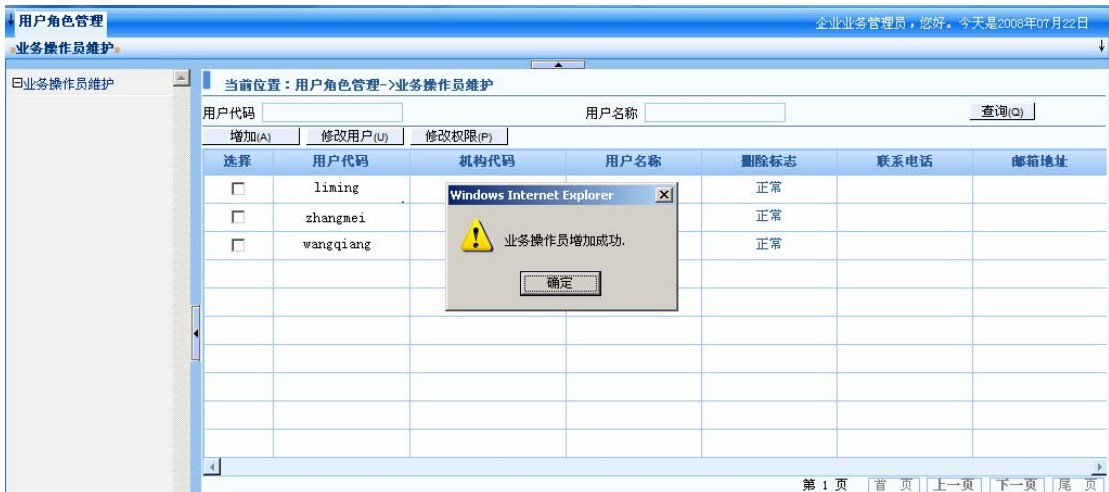 用户角色管理 企业业务管理员，您好。今天是2008年07月22日
业务操作员维护
业务操作员维护
当前位置：用户角色管理->业务操作员维护
用户代码 用户名称 查询(Q)
增加(A) 修改用户(U) 修改权限(P)
选择 用户代码 机构代码 用户名称 删除标志 联系电话 邮箱地址
liming 正常
zhangmei 正常
wangqiang 正常
Windows Internet Explorer
业务操作员增加成功.
确定
第 1 页 首 页 上一页 下一页 尾 页